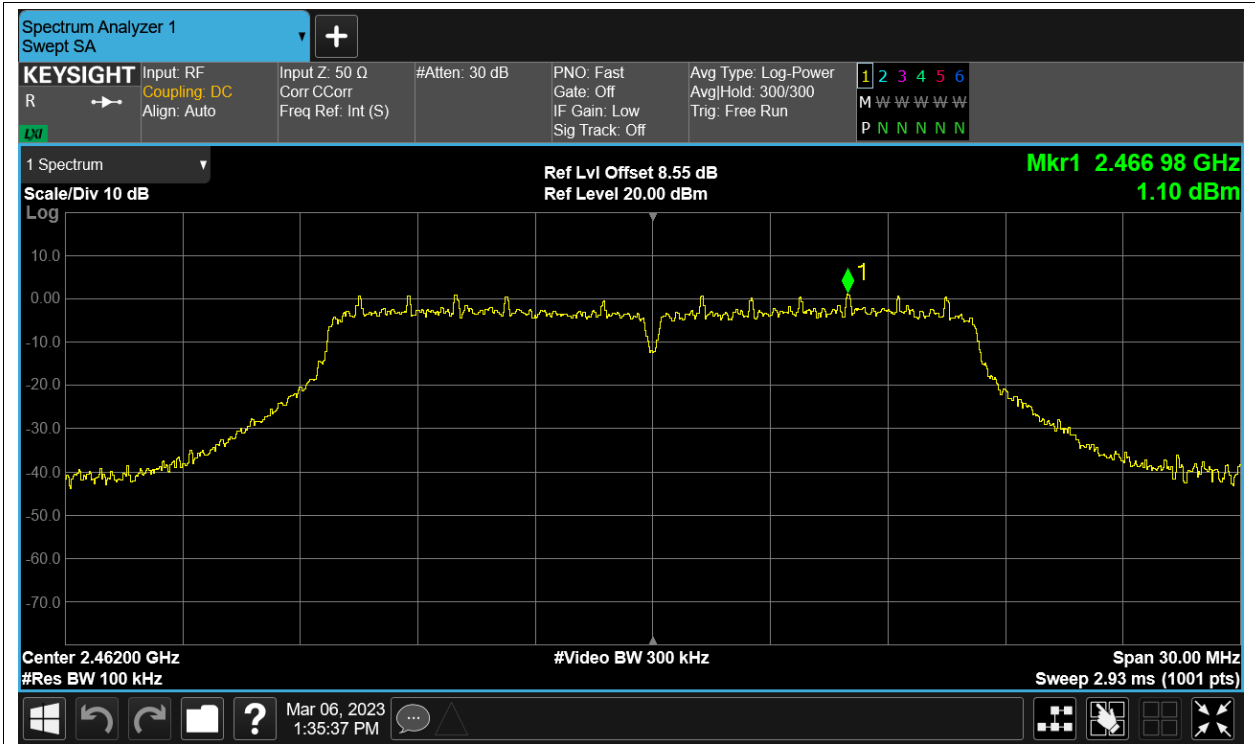 Spectrum Analyzer 1
Swept SA
KEYSIGHT
R
LXI
Input: RF
Coupling: DC
Align: Auto
Input Z: 50 Ω
Corr CCorr
Freq Ref: Int (S)
#Atten: 30 dB
PNO: Fast
Gate: Off
IF Gain: Low
Sig Track: Off
Avg Type: Log-Power
Avg|Hold: 300/300
Trig: Free Run
1 2 3 4 5 6
M W W W W W
P N N N N N
1 Spectrum
Scale/Div 10 dB
Ref Lvl Offset 8.55 dB
Ref Level 20.00 dBm
Mkr1 2.466 98 GHz
1.10 dBm
Log
10.0
0.00
-10.0
-20.0
-30.0
-40.0
-50.0
-60.0
-70.0
1
Center 2.46200 GHz
#Video BW 300 kHz
Span 30.00 MHz
#Res BW 100 kHz
Sweep 2.93 ms (1001 pts)
?
Mar 06, 2023
1:35:37 PM